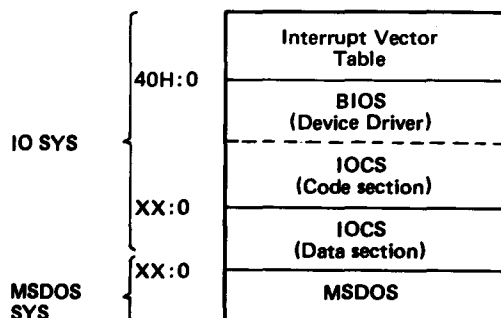 Interrupt Vector
Table
40H:0
BIOS
(Device Driver)
IO SYS
IOCS
(Code section)
XX:0
IOCS
(Data section)
XX:0
MSDOS
SYS
MSDOS